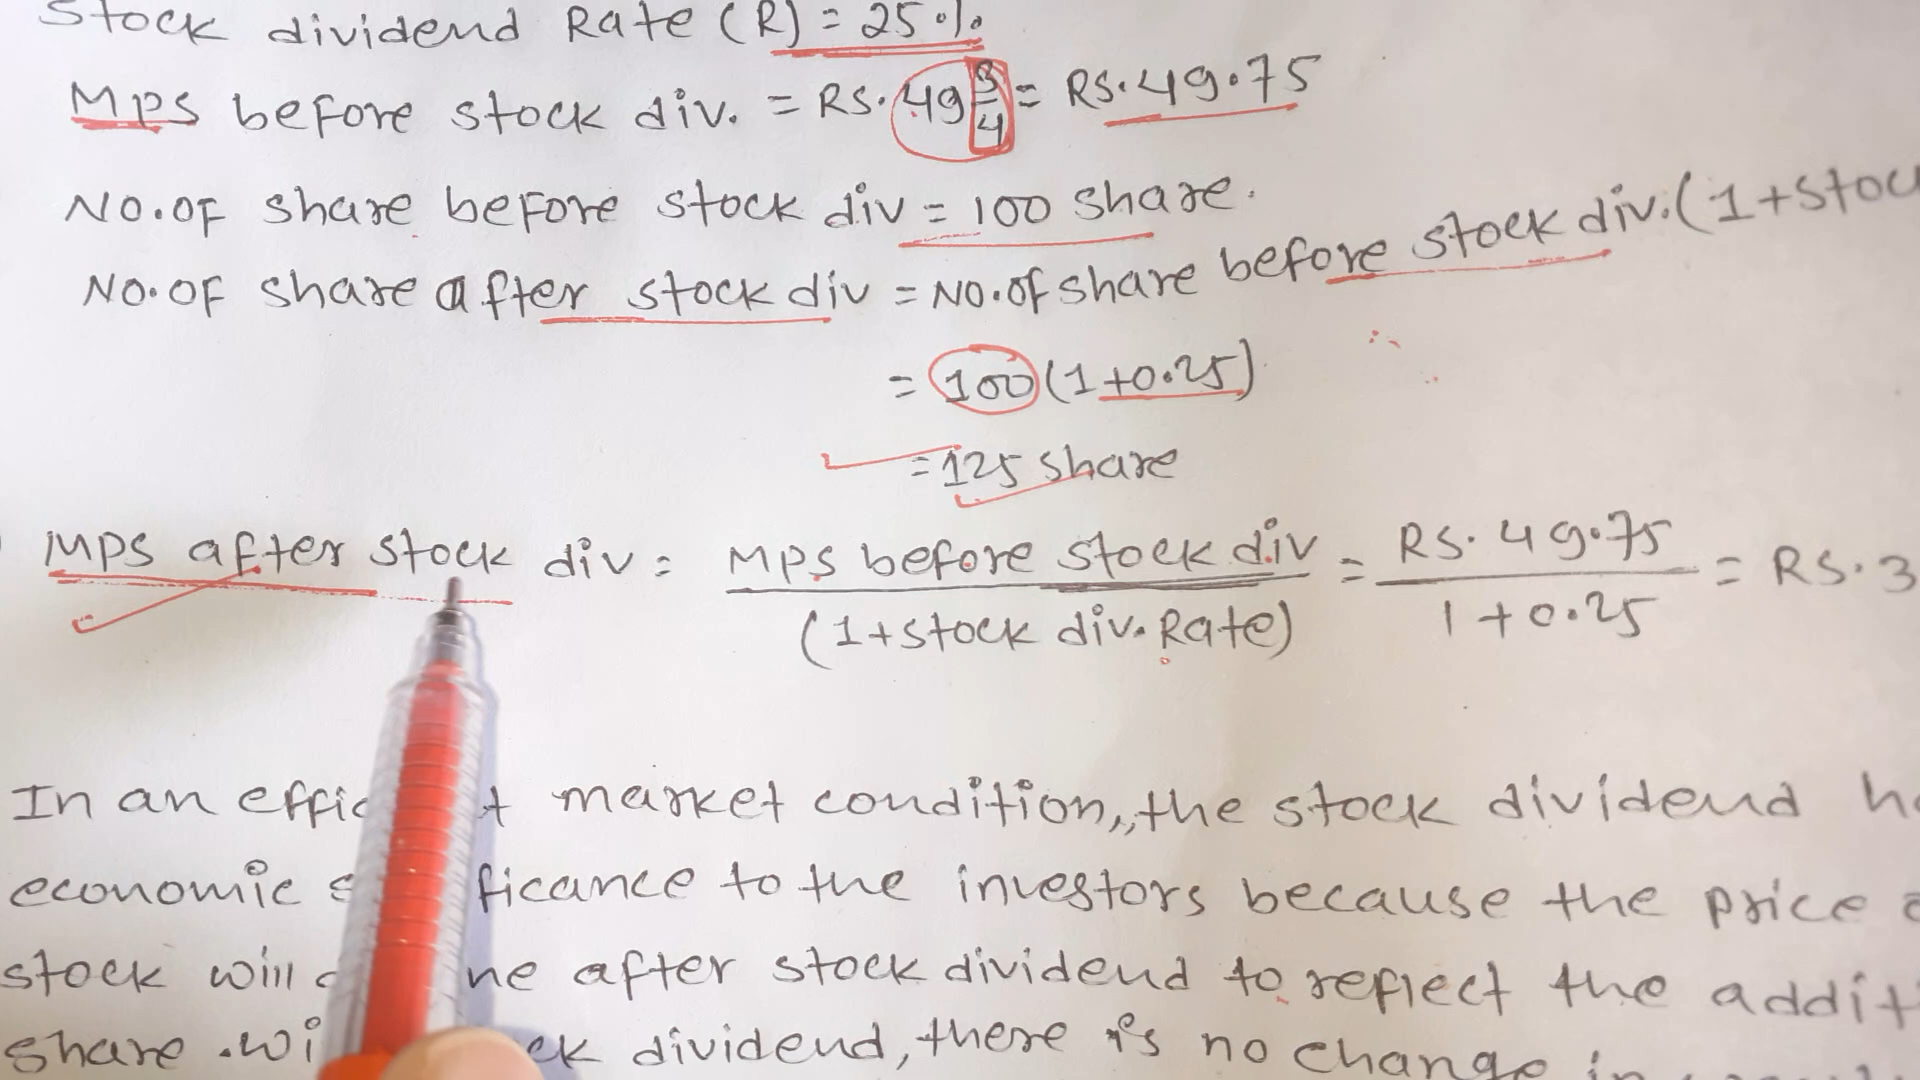 Stock dividend Rate (R) = 25%
MPS before stock div. = RS. 49 3/4 = RS. 49.75
NO. OF share before stock div = 100 share.
NO. OF share after stock div = NO. of share before stock div. (1 + stoc
= 100 (1 + 0.25)
= 125 share
MPS after stock div = MPS before stock div / (1 + stock div. Rate) = RS. 49.75 / 1 + 0.25 = RS. 3
In an market condition, the stock dividend
economic to the investors because the price
stock will after stock dividend to reflect the addit
share. dividend, there is no change in